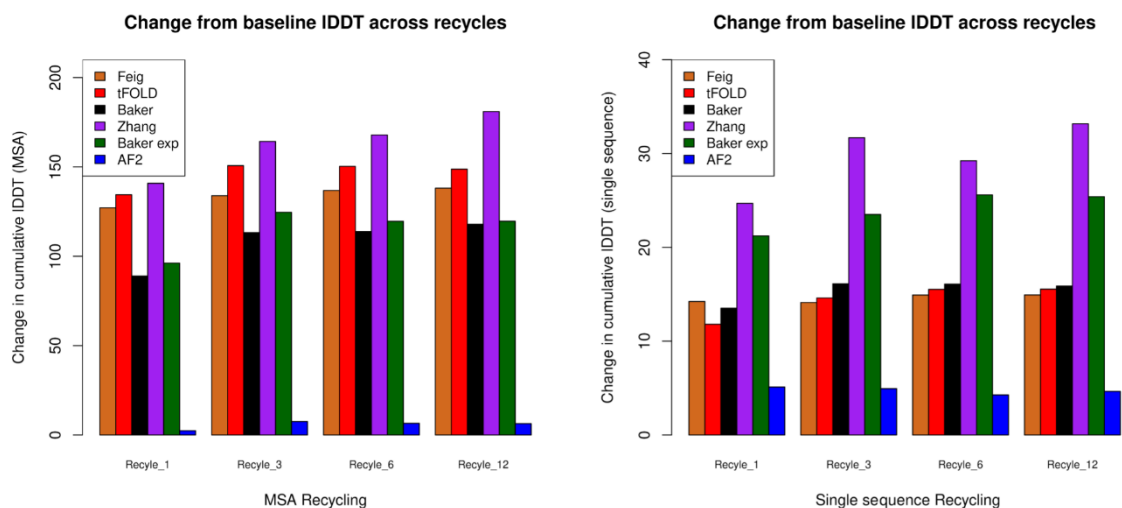 Change from baseline lDDT across recycles
Change in cumulative lDDT (MSA)
200
150
100
50
0
Feig
tFOLD
Baker
Zhang
Baker exp
AF2
Recyle_1
Recyle_3
Recyle_6
Recyle_12
MSA Recycling
Change from baseline lDDT across recycles
Change in cumulative lDDT (single sequence)
40
30
20
10
0
Feig
tFOLD
Baker
Zhang
Baker exp
AF2
Recyle_1
Recyle_3
Recyle_6
Recyle_12
Single sequence Recycling